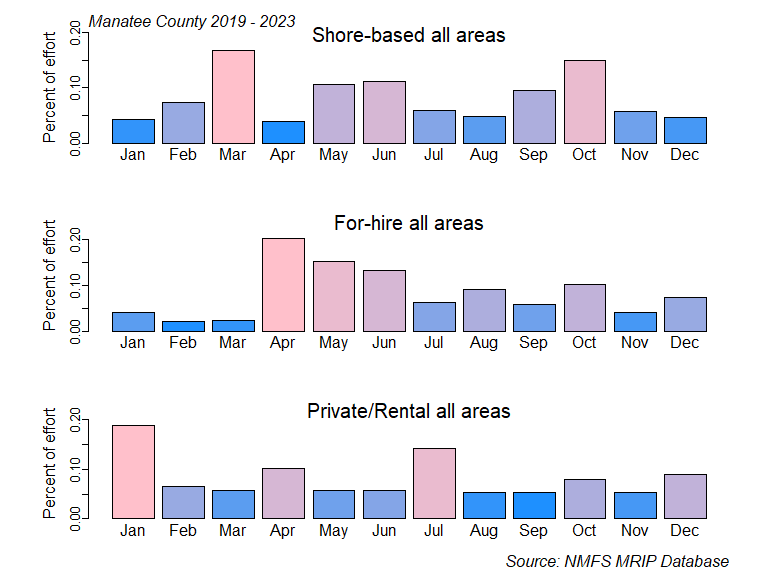 Manatee County 2019 - 2023
Shore-based all areas
Percent of effort
0.00 0.10 0.20
Jan Feb Mar Apr May Jun Jul Aug Sep Oct Nov Dec
For-hire all areas
Percent of effort
0.00 0.10 0.20
Jan Feb Mar Apr May Jun Jul Aug Sep Oct Nov Dec
Private/Rental all areas
Percent of effort
0.00 0.10 0.20
Jan Feb Mar Apr May Jun Jul Aug Sep Oct Nov Dec
Source: NMFS MRIP Database